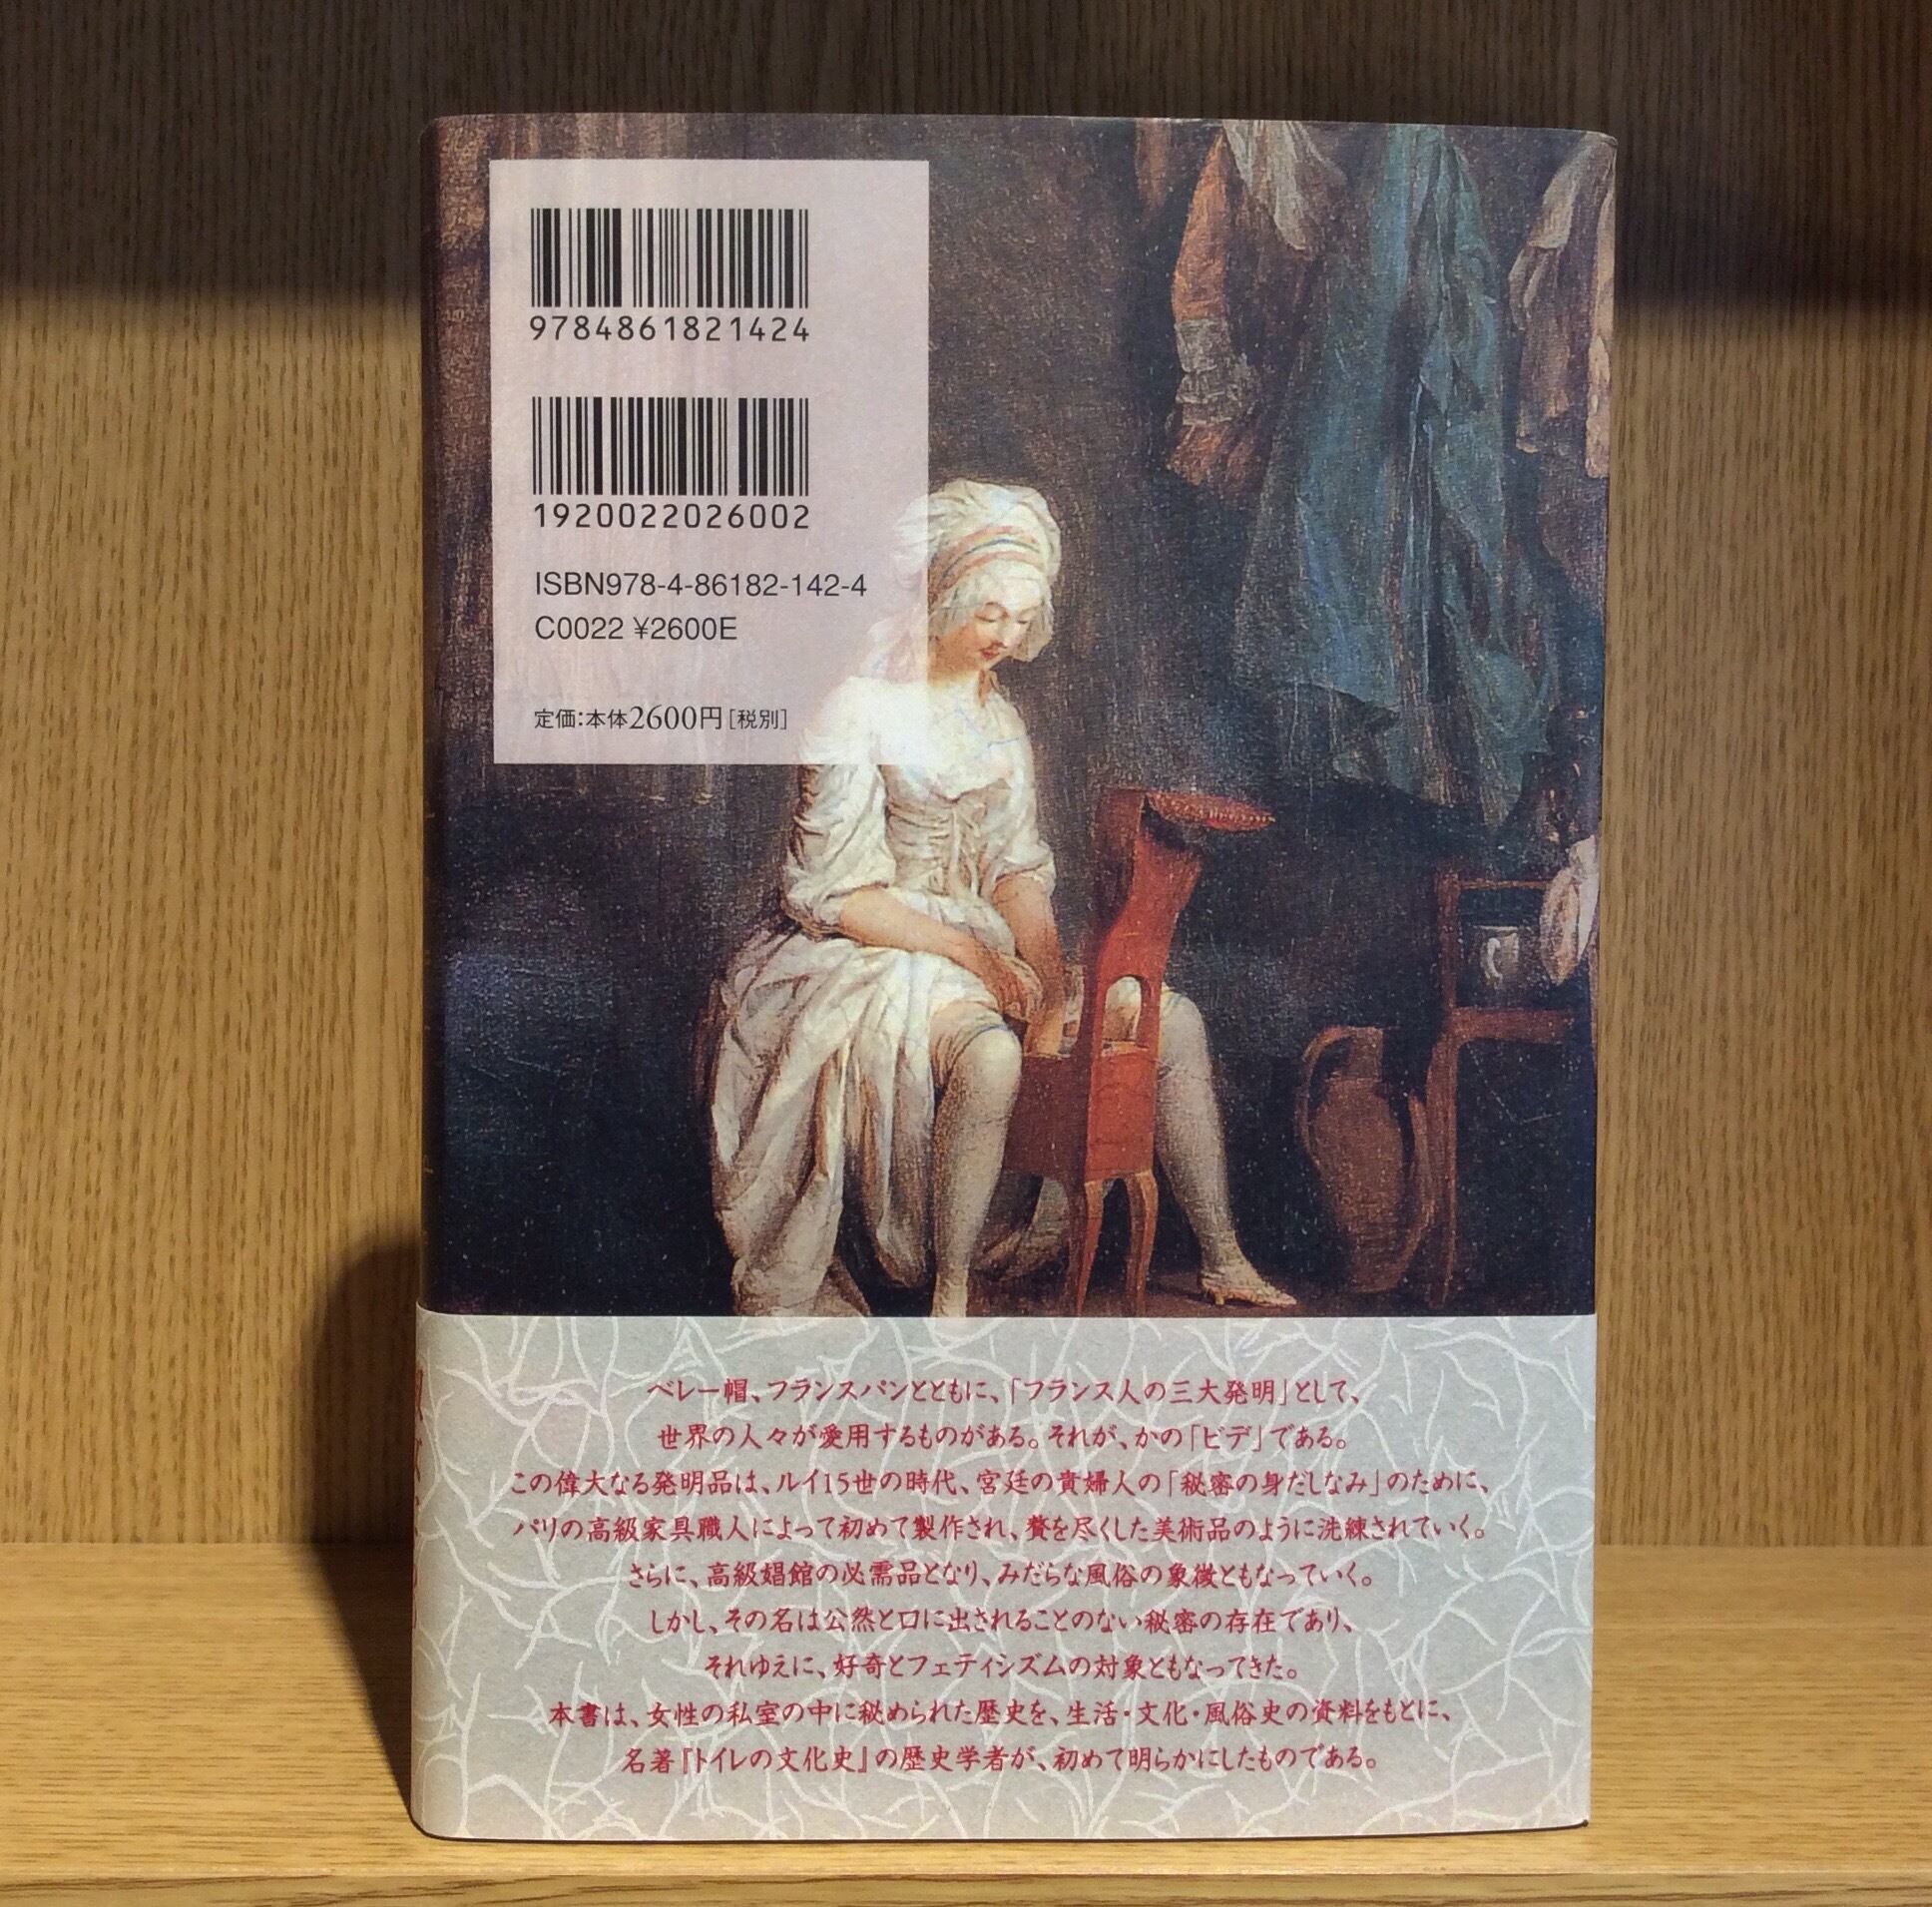 9784861821424
1920022026002
ISBN978-4-86182-142-4
C0022 ¥2600E
定価:本体2600円[税別]
ベレー帽、フランスパンとともに、「フランス人の三大発明」として、
世界の人々が愛用するものがある。それが、かの「ビデ」である。
この偉大なる発明品は、ルイ15世の時代、宮廷の貴婦人の「秘密の身だしなみ」のために、
パリの高級家具職人によって初めて製作され、贅を尽くした美術品のように洗練されていく。
さらに、高級娼館の必需品となり、みだらな風俗の象徴ともなっていく。
しかし、その名は公然と口に出されることのない秘密の存在であり、
それゆえに、好奇とフェティシズムの対象ともなってきた。
本書は、女性の私室の中に秘められた歴史を、生活・文化・風俗史の資料をもとに、
名著『トイレの文化史』の歴史学者が、初めて明らかにしたものである。